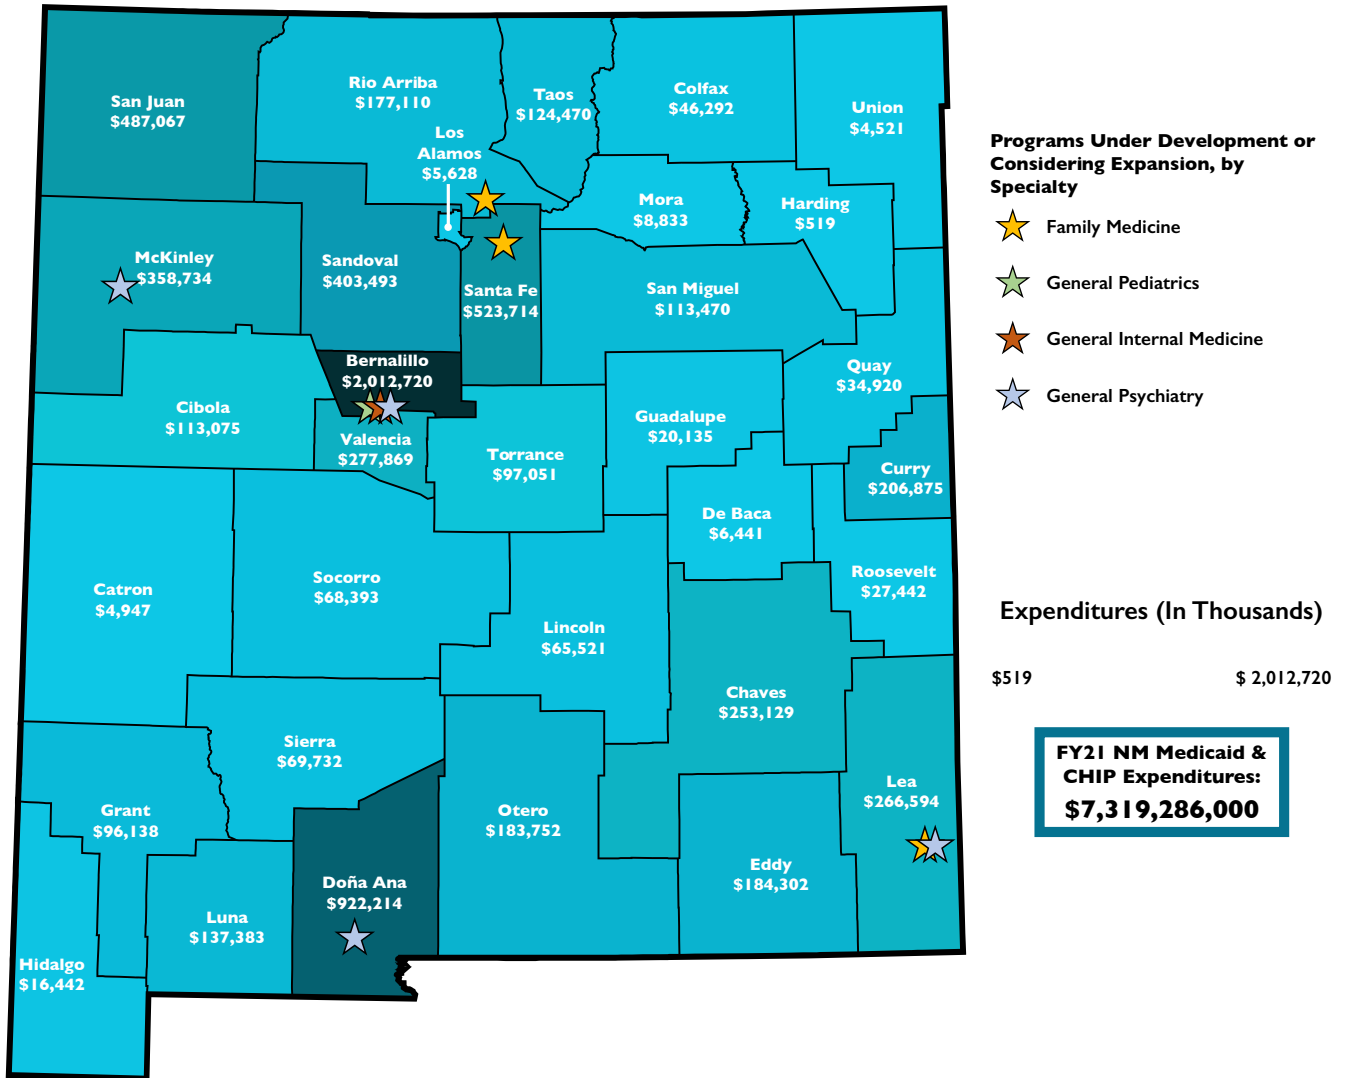 San Juan
$487,067
Rio Arriba
$177,110
Taos
$124,470
Colfax
$46,292
Union
$4,521
Los
Alamos
$5,628
Mora
$8,833
Harding
$519
McKinley
$358,734
Sandoval
$403,493
Santa Fe
$523,714
San Miguel
$113,470
Bernalillo
$2,012,720
Quay
$34,920
Cibola
$113,075
Valencia
$277,869
Torrance
$97,051
Guadalupe
$20,135
Curry
$206,875
De Baca
$6,441
Catron
$4,947
Socorro
$68,393
Roosevelt
$27,442
Lincoln
$65,521
Chaves
$253,129
Sierra
$69,732
Lea
$266,594
Grant
$96,138
Otero
$183,752
Eddy
$184,302
Doña Ana
$922,214
Luna
$137,383
Hidalgo
$16,442
Programs Under Development or
Considering Expansion, by
Specialty
Family Medicine
General Pediatrics
General Internal Medicine
General Psychiatry
Expenditures (In Thousands)
$519
$ 2,012,720
FY21 NM Medicaid &
CHIP Expenditures:
$7,319,286,000